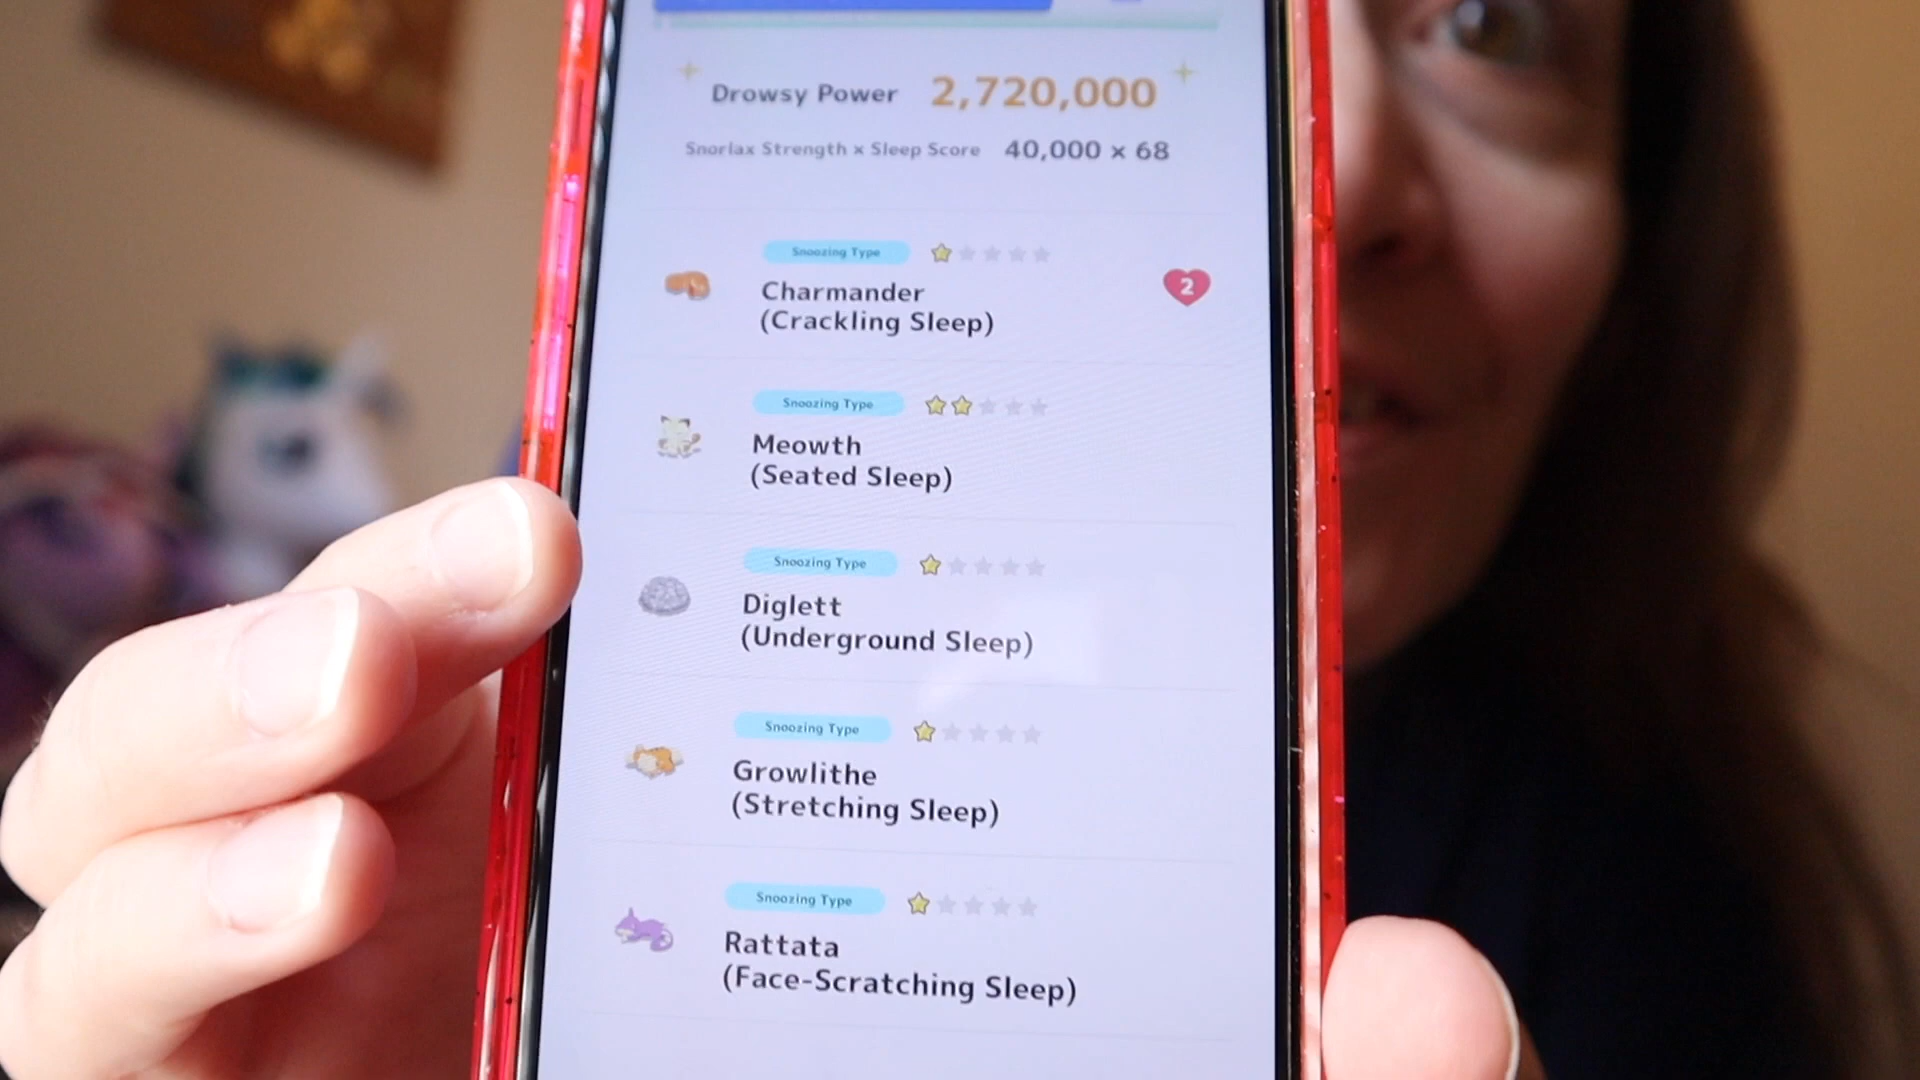 Drowsy Power 2,720,000
Snorlax Strength × Sleep Score 40,000 × 68
Snoozing Type
Charmander
(Crackling Sleep)
2
Snoozing Type
Meowth
(Seated Sleep)
Snoozing Type
Diglett
(Underground Sleep)
Snoozing Type
Growlithe
(Stretching Sleep)
Snoozing Type
Rattata
(Face-Scratching Sleep)